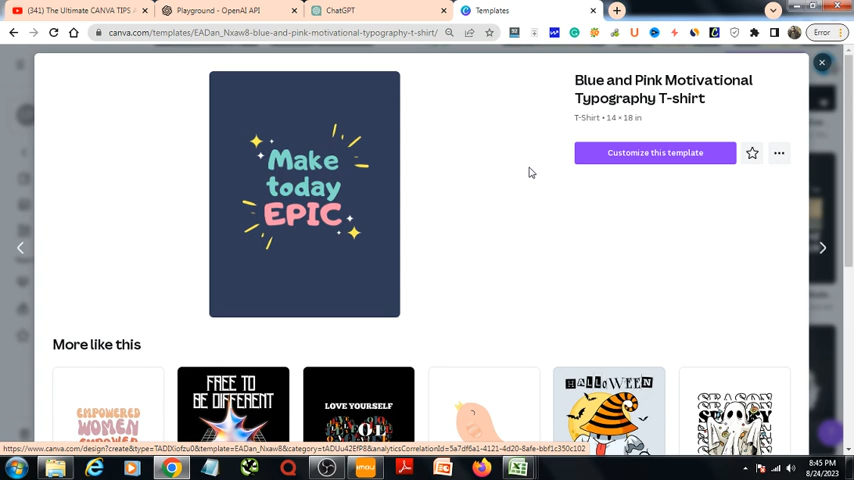 (341) The Ultimate CANVA TIPS
Playground - OpenAI API
ChatGPT
Templates
canva.com/templates/EADan_Nxaw8-blue-and-pink-motivational-typography-t-shirt/
Error
Make
today
EPIC
Blue and Pink Motivational
Typography T-shirt
T-Shirt • 14 × 18 in
Customize this template
More like this
EMPOWERED
WOMEN
EMPOWER
FREE TO
BE DIFFERENT
LOVE YOURSELF
HALLOWEEN
https://www.canva.com/design?create&type=TADIXiofzu0&template=EADan_Nxaw8&category=tADUu42EfP8&analyticsCorrelationId=5a7df6a1-4121-4d20-8afe-bbf1c350c102
8:45 PM
8/24/2023